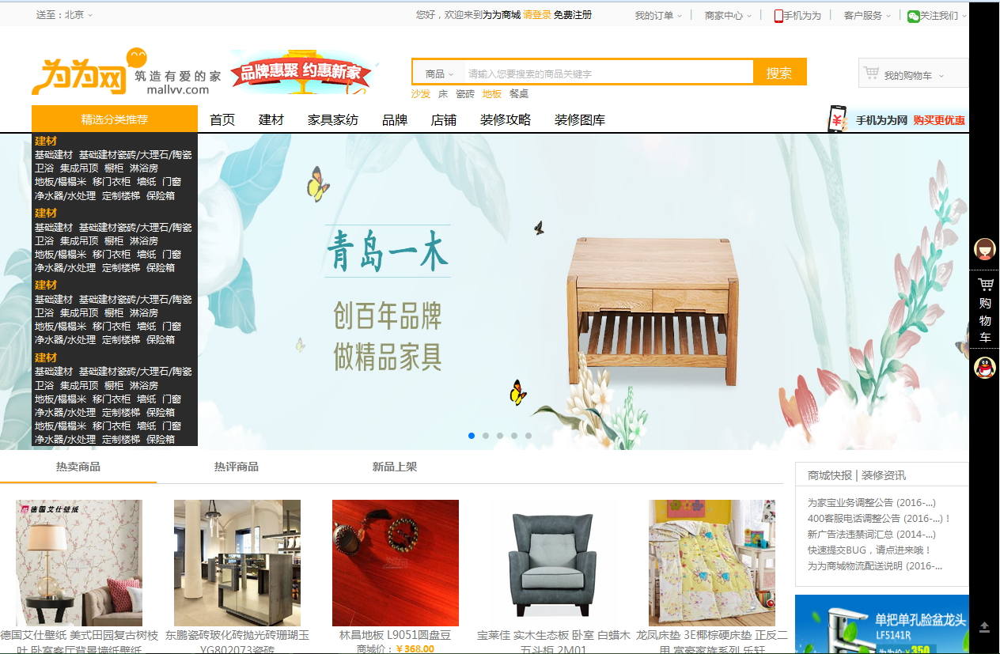 送至：北京
您好，欢迎来到为为商城 请登录 免费注册
我的订单
商家中心
手机为为
客户服务
关注我们
为为网
筑造有爱的家
mallvv.com
品牌惠聚 约惠新家
商品
请输入您要搜索的商品关键字
搜索
我的购物车
沙发 床 瓷砖 地板 餐桌
精选分类推荐
首页 建材 家具家纺 品牌 店铺 装修攻略 装修图库
手机为为网 购买更优惠
建材
基础建材 基础建材瓷砖/大理石/陶瓷
卫浴 集成吊顶 橱柜 淋浴房
地板/榻榻米 移门衣柜 墙纸 门窗
净水器/水处理 定制楼梯 保险箱
建材
基础建材 基础建材瓷砖/大理石/陶瓷
卫浴 集成吊顶 橱柜 淋浴房
地板/榻榻米 移门衣柜 墙纸 门窗
净水器/水处理 定制楼梯 保险箱
建材
基础建材 基础建材瓷砖/大理石/陶瓷
卫浴 集成吊顶 橱柜 淋浴房
地板/榻榻米 移门衣柜 墙纸 门窗
净水器/水处理 定制楼梯 保险箱
建材
基础建材 基础建材瓷砖/大理石/陶瓷
卫浴 集成吊顶 橱柜 淋浴房
地板/榻榻米 移门衣柜 墙纸 门窗
净水器/水处理 定制楼梯 保险箱
地板/榻榻米 移门衣柜 墙纸 门窗
净水器/水处理 定制楼梯 保险箱
青岛一木
创百年品牌
做精品家具
购
物
车
热卖商品
热评商品
新品上架
商城快报 | 装修资讯
为家宝业务调整公告 (2016-...)
400客服电话调整公告 (2016-...)！
新广告法违禁词汇总 (2014-...)
快速提交BUG，请点进来哦！
为为商城物流配送说明 (2016-...
德国艾仕壁纸
德国艾仕壁纸 美式田园复古树枝
叶 卧室客厅背景墙纸壁纸
东鹏瓷砖玻化砖抛光砖珊瑚玉
YG802073瓷砖
林昌地板 L9051圆盘豆
商城价：￥368.00
宝莱佳 实木生态板 卧室 白蜡木
五斗柜 2M01
龙凤床垫 3E椰棕硬床垫 正反二
用 富豪家族系列 乐轩
单把单孔脸盆龙头
LF5141R
为为价:￥350